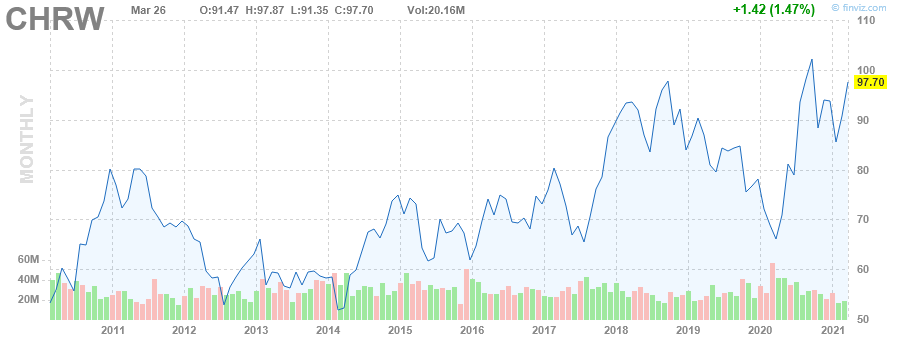 CHRW
Mar 26 O:91.47 H:97.87 L:91.35 C:97.70 Vol:20.16M
+1.42 (1.47%)
© finviz.com
MONTHLY
110
100
97.70
90
80
70
60
50
60M
40M
20M
2011 2012 2013 2014 2015 2016 2017 2018 2019 2020 2021